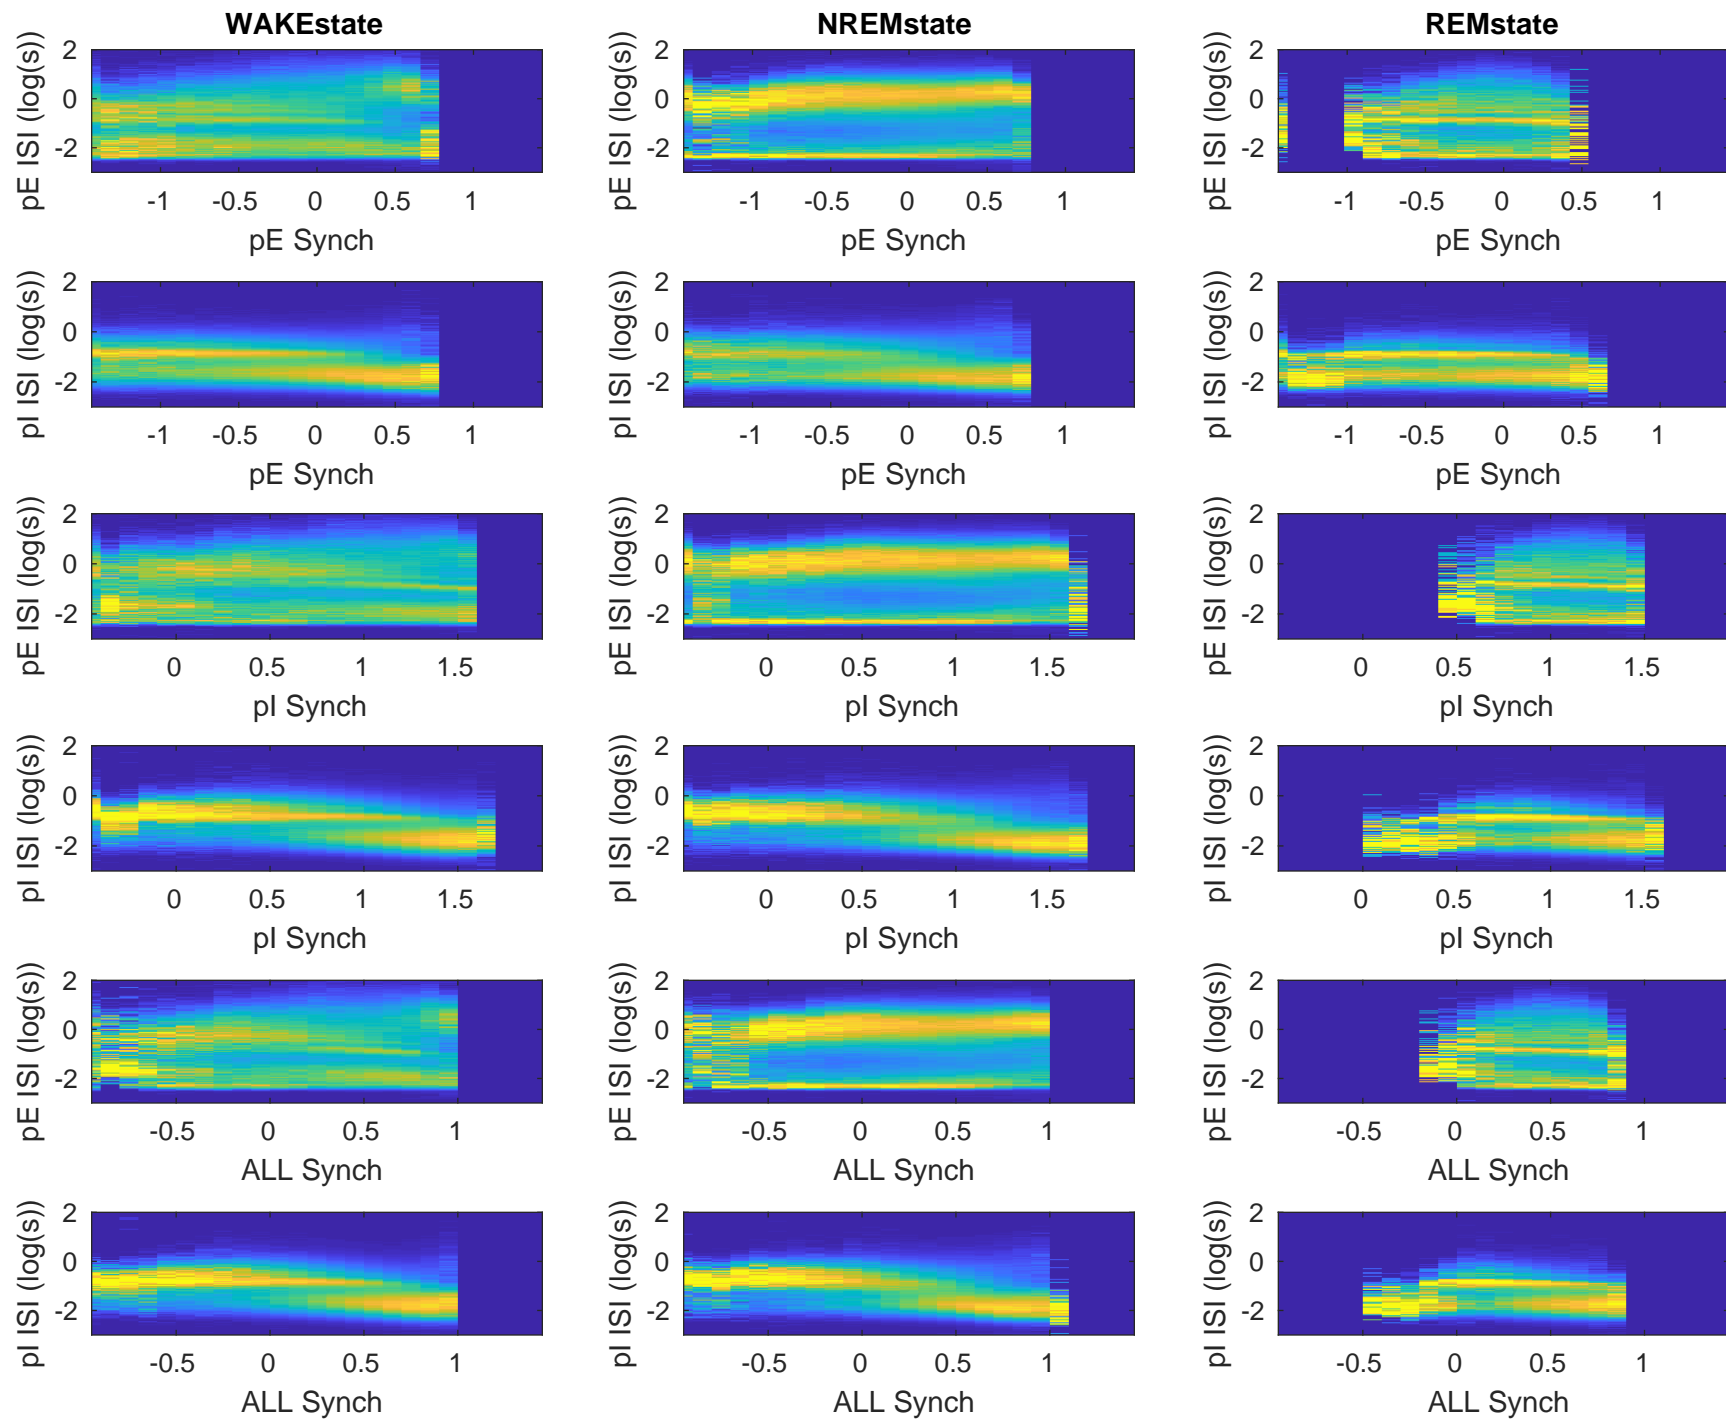 WAKEstate NREMstate REMstate
pE ISI (log(s)) 2 0 -2 pE ISI (log(s)) 2 0 -2 pE ISI (log(s)) 2 0 -2
-1 -0.5 0 0.5 1 -1 -0.5 0 0.5 1 -1 -0.5 0 0.5 1
pE Synch pE Synch pE Synch
pI ISI (log(s)) 2 0 -2 pI ISI (log(s)) 2 0 -2 pI ISI (log(s)) 2 0 -2
-1 -0.5 0 0.5 1 -1 -0.5 0 0.5 1 -1 -0.5 0 0.5 1
pE Synch pE Synch pE Synch
pE ISI (log(s)) 2 0 -2 pE ISI (log(s)) 2 0 -2 pE ISI (log(s)) 2 0 -2
0 0.5 1 1.5 0 0.5 1 1.5 0 0.5 1 1.5
pI Synch pI Synch pI Synch
pI ISI (log(s)) 2 0 -2 pI ISI (log(s)) 2 0 -2 pI ISI (log(s)) 2 0 -2
0 0.5 1 1.5 0 0.5 1 1.5 0 0.5 1 1.5
pI Synch pI Synch pI Synch
pE ISI (log(s)) 2 0 -2 pE ISI (log(s)) 2 0 -2 pE ISI (log(s)) 2 0 -2
-0.5 0 0.5 1 -0.5 0 0.5 1 -0.5 0 0.5 1
ALL Synch ALL Synch ALL Synch
pI ISI (log(s)) 2 0 -2 pI ISI (log(s)) 2 0 -2 pI ISI (log(s)) 2 0 -2
-0.5 0 0.5 1 -0.5 0 0.5 1 -0.5 0 0.5 1
ALL Synch ALL Synch ALL Synch